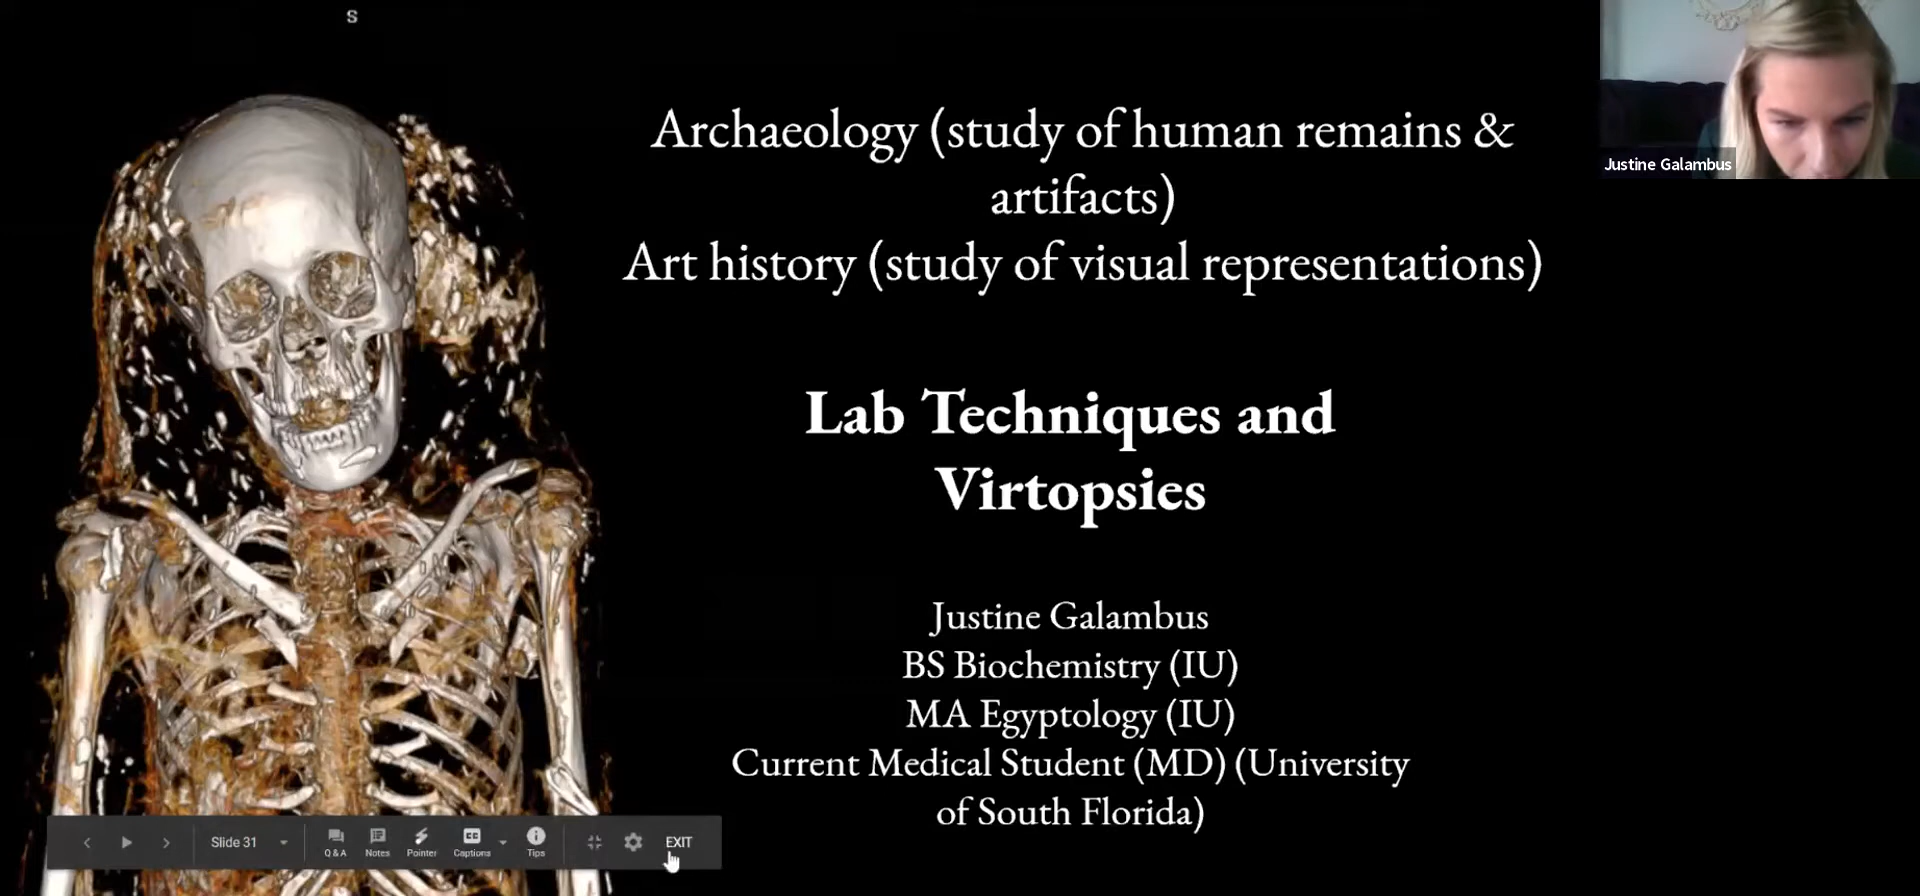 S
Archaeology (study of human remains &
artifacts)
Art history (study of visual representations)
Justine Galambus
Lab Techniques and
Virtopsies
Justine Galambus
BS Biochemistry (IU)
MA Egyptology (IU)
Current Medical Student (MD) (University
of South Florida)
Slide 31
Q & A
Notes
Pointer
CC
Captions
Tips
EXIT